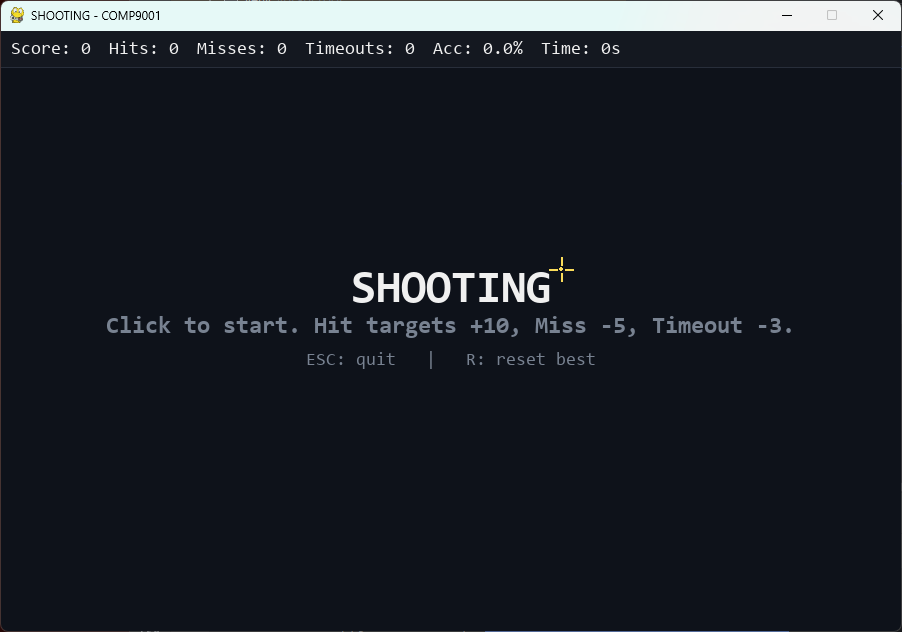 SHOOTING - COMP9001
Score: 0 Hits: 0 Misses: 0 Timeouts: 0 Acc: 0.0% Time: 0s
SHOOTING
Click to start. Hit targets +10, Miss -5, Timeout -3.
ESC: quit | R: reset best